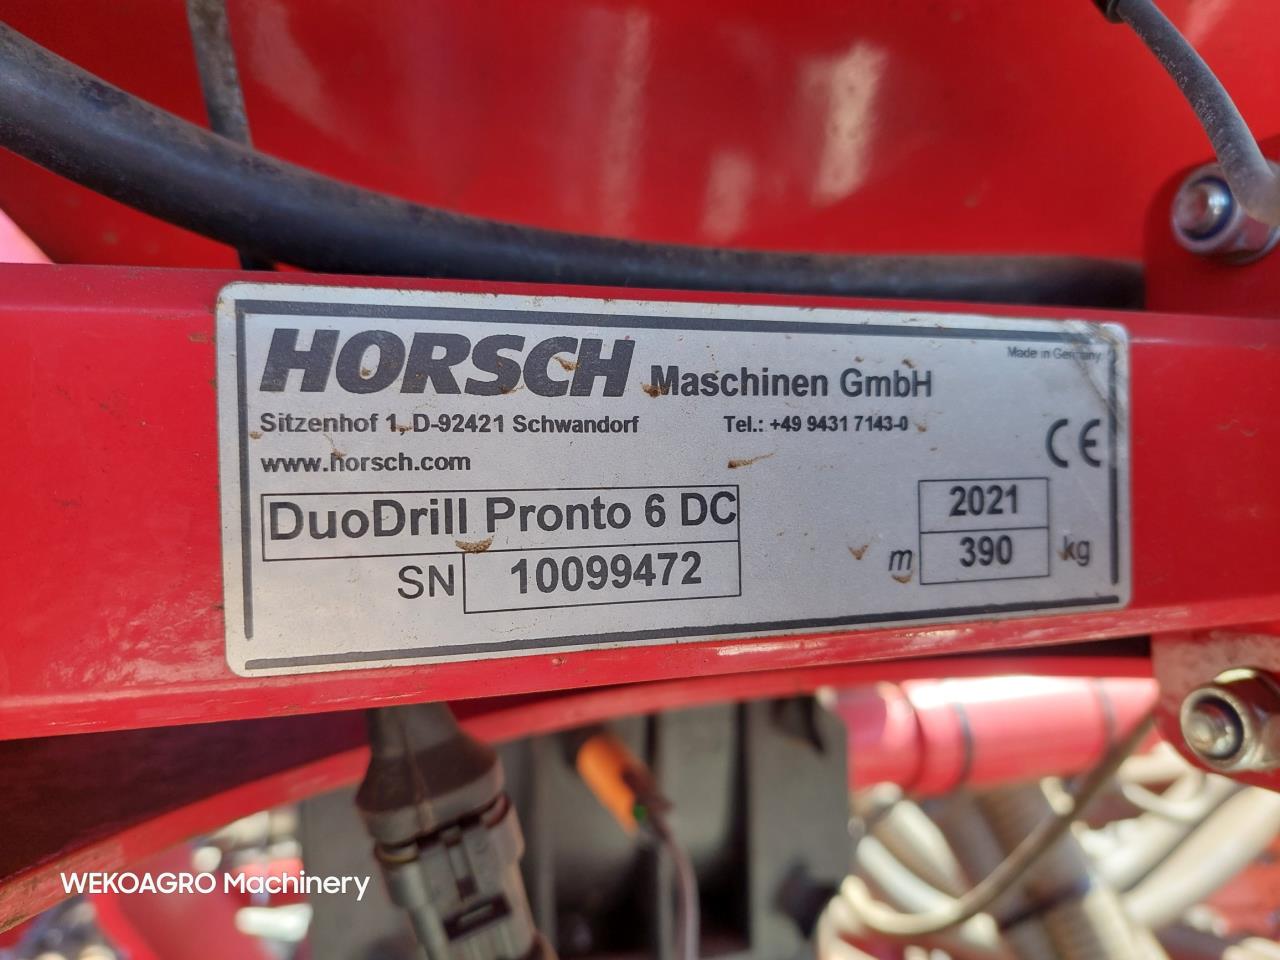 HORSCH Maschinen GmbH
Made in Germany
Sitzenhof 1, D-92421 Schwandorf
Tel.: +49 9431 7143-0
www.horsch.com
CE
DuoDrill Pronto 6 DC
2021
SN 10099472
m 390 kg
WEKOAGRO Machinery